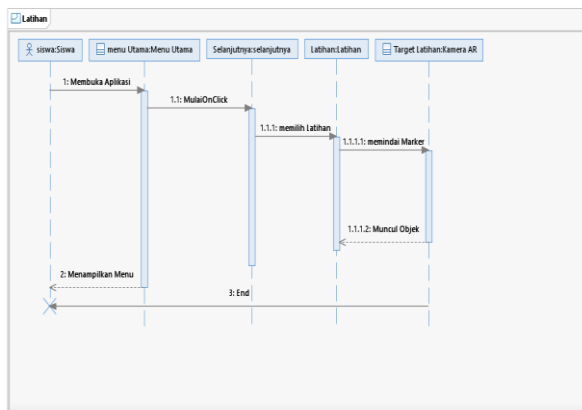 Latihan
siswa:Siswa
menu Utama:Menu Utama
Selanjutnya:selanjutnya
Latihan:Latihan
Target Latihan:Kamera AR
1: Membuka Aplikasi
1.1: MulaiOnClick
1.1.1: memilih Latihan
1.1.1.1: memindai Marker
1.1.1.2: Muncul Objek
2: Menampilkan Menu
3: End